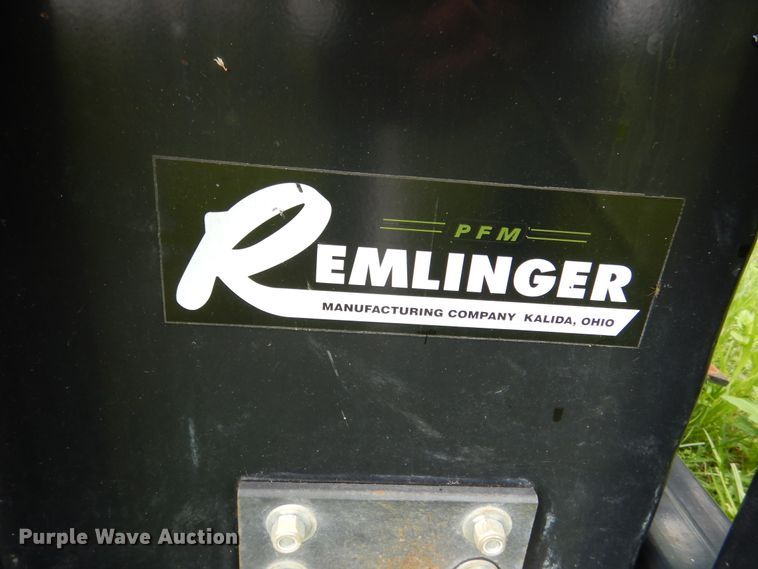 PFM
REMLINGER
MANUFACTURING COMPANY KALIDA, OHIO
Purple Wave Auction